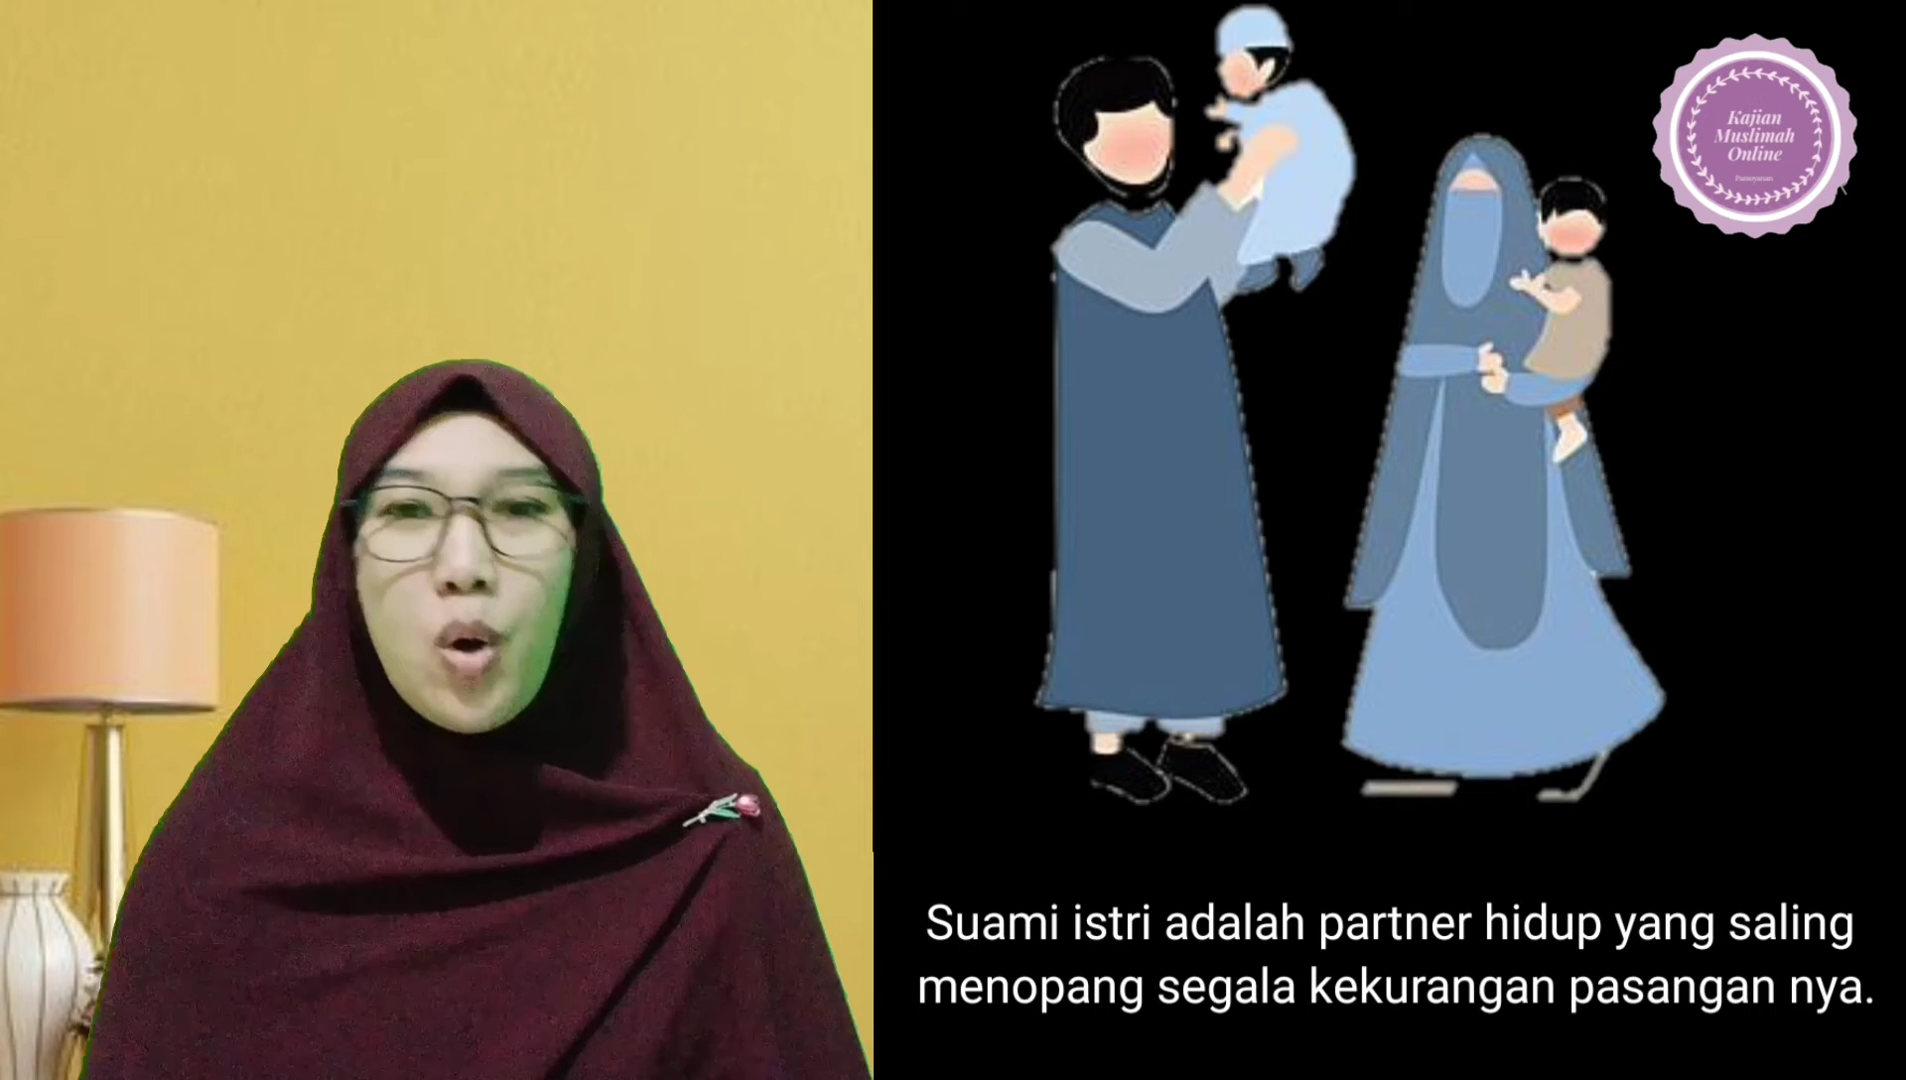 Kajian
Muslimah
Online
Suami istri adalah partner hidup yang saling
menopang segala kekurangan pasangan nya.